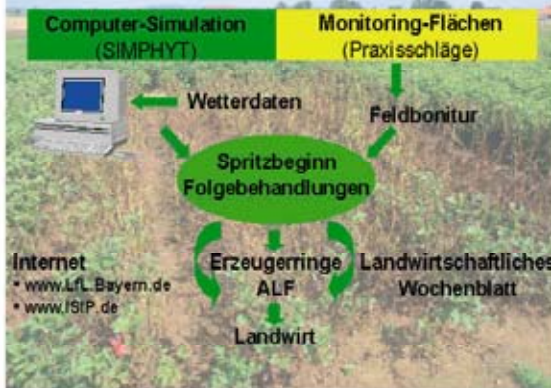 Computer-Simulation
(SIMPHYT)
Monitoring-Flächen
(Praxisschläge)
Wetterdaten
Feldbonitur
Spritzbeginn
Folgebehandlungen
Internet
• www.LfL.Bayern.de
• www.IStP.de
Erzeugerringe
ALF
Landwirtschaftliches
Wochenblatt
Landwirt